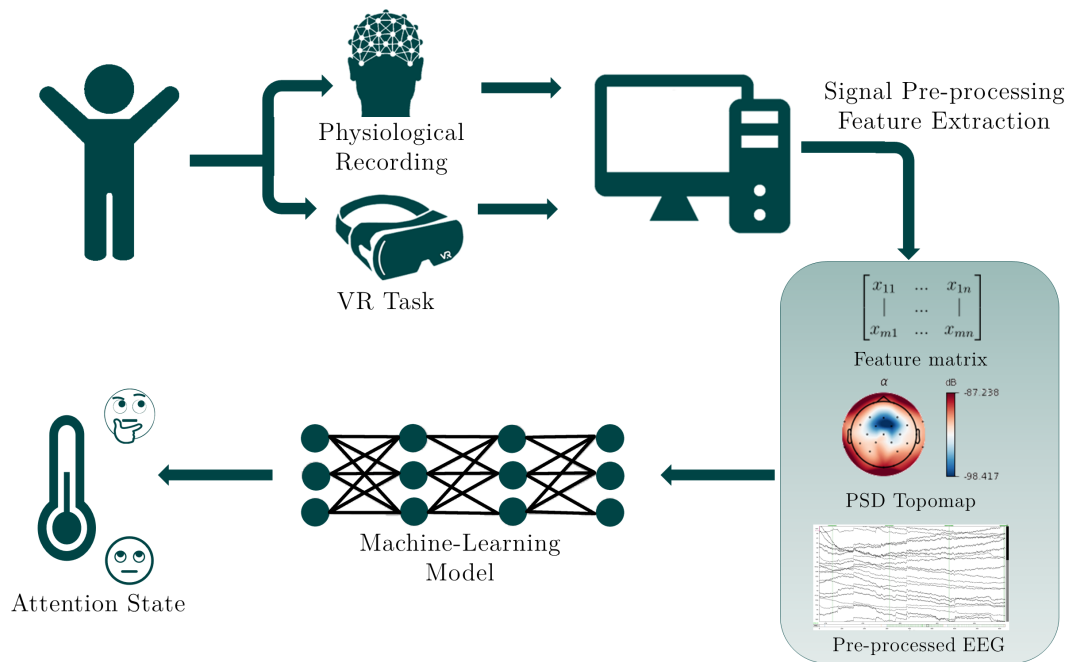 Physiological
Recording
VR
VR Task
Signal Pre-processing
Feature Extraction
x11 ... x1n
| ... |
xm1 ... xmn
Feature matrix
α
dB
-87.238
-98.417
PSD Topomap
Pre-processed EEG
Machine-Learning
Model
Attention State